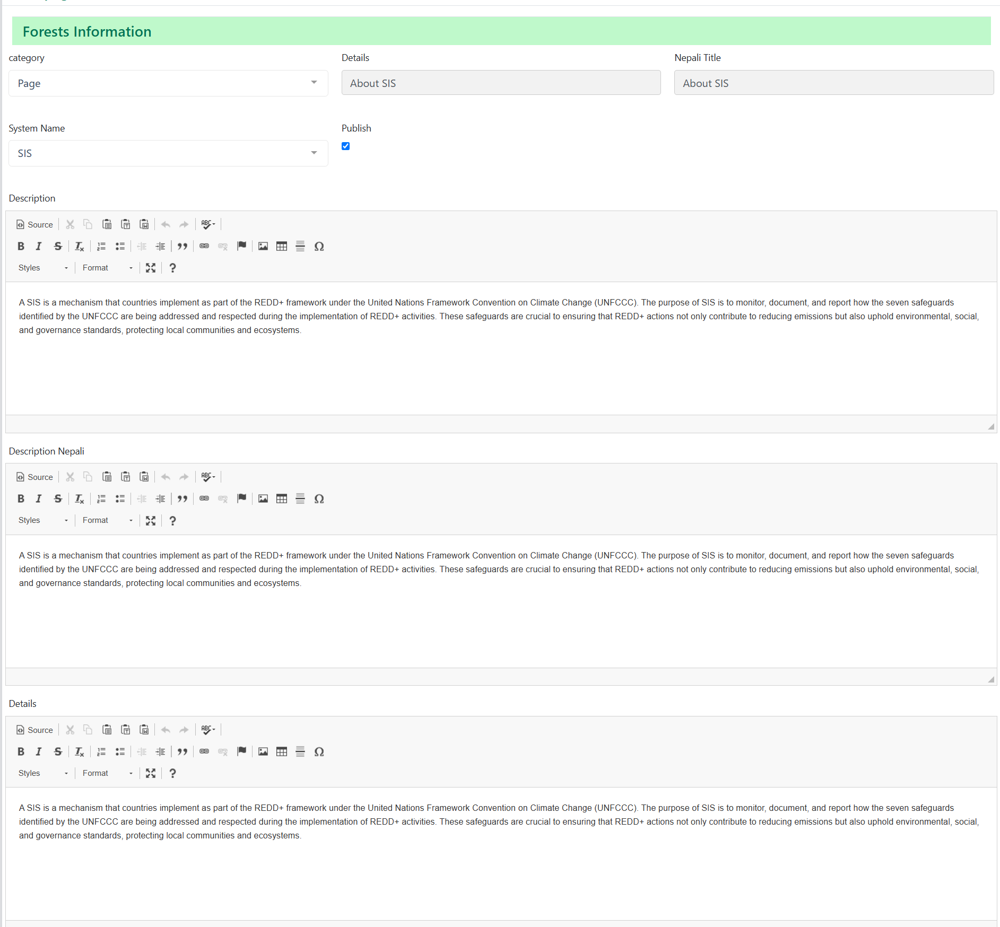 Forests Information
category
Details
Nepali Title
Page
About SIS
About SIS
System Name
Publish
SIS
Description
Source
ABC
B I S Tx
Styles Format ?
A SIS is a mechanism that countries implement as part of the REDD+ framework under the United Nations Framework Convention on Climate Change (UNFCCC). The purpose of SIS is to monitor, document, and report how the seven safeguards
identified by the UNFCCC are being addressed and respected during the implementation of REDD+ activities. These safeguards are crucial to ensuring that REDD+ actions not only contribute to reducing emissions but also uphold environmental, social,
and governance standards, protecting local communities and ecosystems.
Description Nepali
Source
ABC
B I S Tx
Styles Format ?
A SIS is a mechanism that countries implement as part of the REDD+ framework under the United Nations Framework Convention on Climate Change (UNFCCC). The purpose of SIS is to monitor, document, and report how the seven safeguards
identified by the UNFCCC are being addressed and respected during the implementation of REDD+ activities. These safeguards are crucial to ensuring that REDD+ actions not only contribute to reducing emissions but also uphold environmental, social,
and governance standards, protecting local communities and ecosystems.
Details
Source
ABC
B I S Tx
Styles Format ?
A SIS is a mechanism that countries implement as part of the REDD+ framework under the United Nations Framework Convention on Climate Change (UNFCCC). The purpose of SIS is to monitor, document, and report how the seven safeguards
identified by the UNFCCC are being addressed and respected during the implementation of REDD+ activities. These safeguards are crucial to ensuring that REDD+ actions not only contribute to reducing emissions but also uphold environmental, social,
and governance standards, protecting local communities and ecosystems.